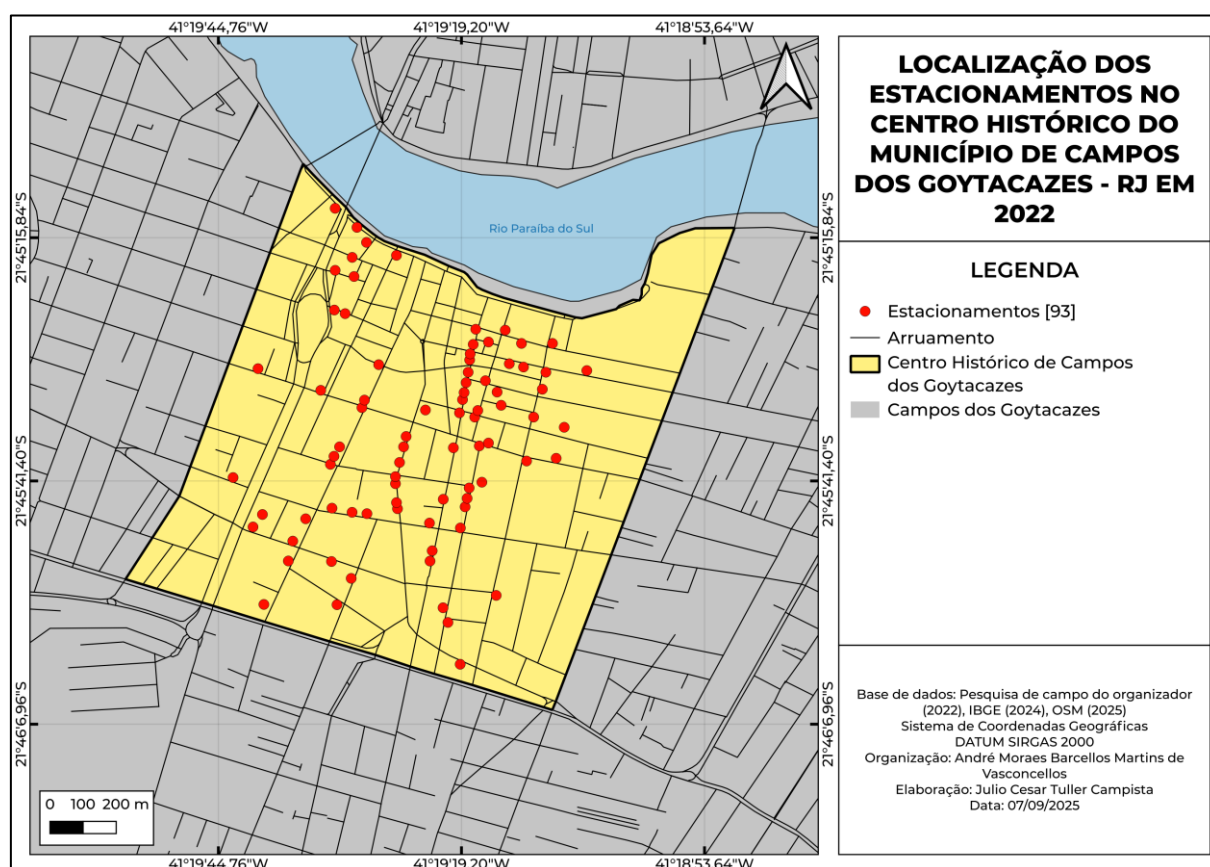 41°19'44,76"W
41°19'19,20"W
41°18'53,64"W
21°45'15,84"S
21°45'41,40"S
21°46'6,96"S
Rio Paraíba do Sul
0 100 200 m
21°45'15,84"S
21°45'41,40"S
21°46'6,96"S
41°19'44,76"W
41°19'19,20"W
41°18'53,64"W
LOCALIZAÇÃO DOS
ESTACIONAMENTOS NO
CENTRO HISTÓRICO DO
MUNICÍPIO DE CAMPOS
DOS GOYTACAZES - RJ EM
2022
LEGENDA
Estacionamentos [93]
Arruamento
Centro Histórico de Campos
dos Goytacazes
Campos dos Goytacazes
Base de dados: Pesquisa de campo do organizador
(2022), IBGE (2024), OSM (2025)
Sistema de Coordenadas Geográficas
DATUM SIRGAS 2000
Organização: André Moraes Barcellos Martins de
Vasconcellos
Elaboração: Julio Cesar Tuller Campista
Data: 07/09/2025